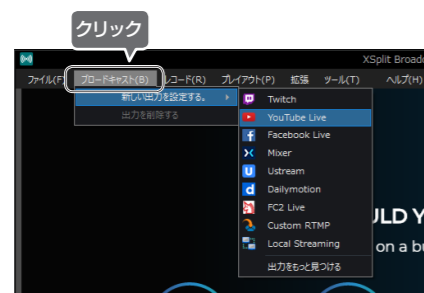 クリック
XSplit Broadc
ファイル(F) ブロードキャスト(B) レコード(R) プレイアウト(P) 拡張 ツール(T) ヘルプ(H)
新しい出力を設定する。
出力を削除する
Twitch
YouTube Live
Facebook Live
Mixer
Ustream
Dailymotion
FC2 Live
Custom RTMP
Local Streaming
出力をもっと見つける
ULD Y
on a bu